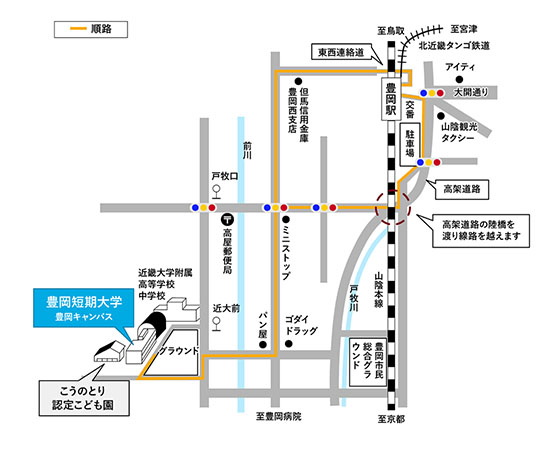 順路
至鳥取
至宮津
北近畿タンゴ鉄道
東西連絡道
アイティ
大開通り
豊岡駅
交番
但馬信用金庫
豊岡西支店
山陰観光
タクシー
駐車場
前川
戸牧口
高架道路
〒
高屋郵便局
ミニストップ
高架道路の陸橋を
渡り線路を越えます
近畿大学附属
高等学校
中学校
豊岡短期大学
豊岡キャンパス
近大前
パン屋
ゴダイ
ドラッグ
戸牧川
山陰本線
グラウンド
豊岡市民
総合グラ
ウンド
こうのとり
認定こども園
至豊岡病院
至京都